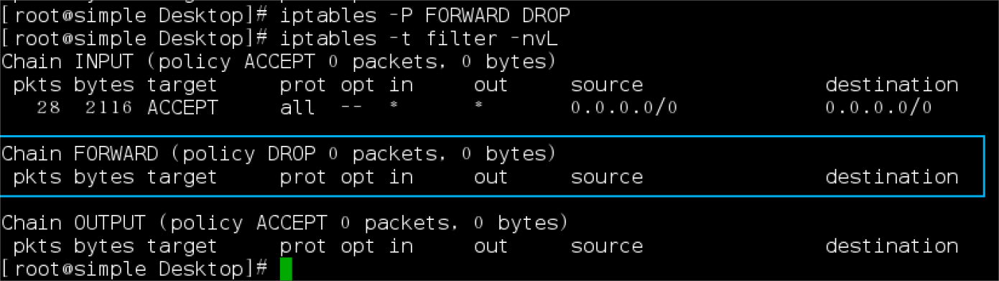 [root@simple Desktop]# iptables -P FORWARD DROP
[root@simple Desktop]# iptables -t filter -nvL
Chain INPUT (policy ACCEPT 0 packets, 0 bytes)
 pkts bytes target     prot opt in     out     source               destination
   28  2116 ACCEPT     all  --  *      *       0.0.0.0/0            0.0.0.0/0
Chain FORWARD (policy DROP 0 packets, 0 bytes)
 pkts bytes target     prot opt in     out     source               destination
Chain OUTPUT (policy ACCEPT 0 packets, 0 bytes)
 pkts bytes target     prot opt in     out     source               destination
[root@simple Desktop]#